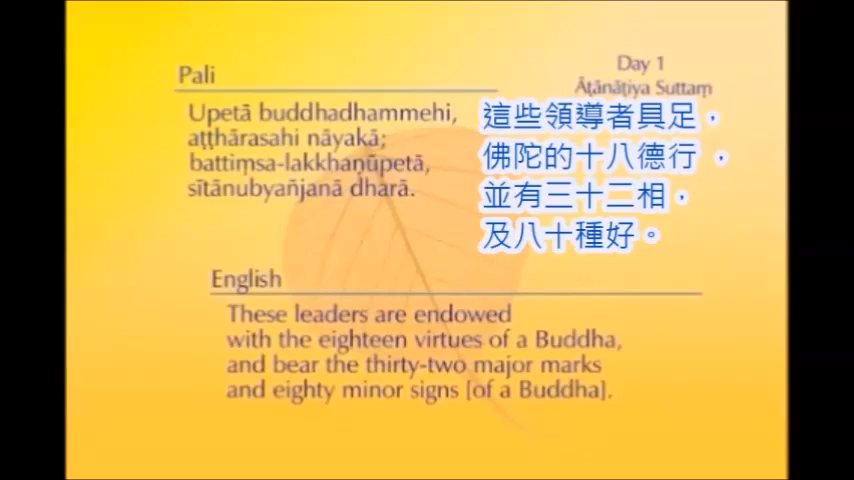 Pali
Day 1
Āṭānāṭiya Suttaṃ
Upetā buddhadhammehi,
aṭṭhārasahi nāyakā;
battiṃsa-lakkhaṇūpetā,
sītānubyañjanā dharā.
這些領導者具足，
佛陀的十八德行 ，
並有三十二相，
及八十種好。
English
These leaders are endowed
with the eighteen virtues of a Buddha,
and bear the thirty-two major marks
and eighty minor signs [of a Buddha].